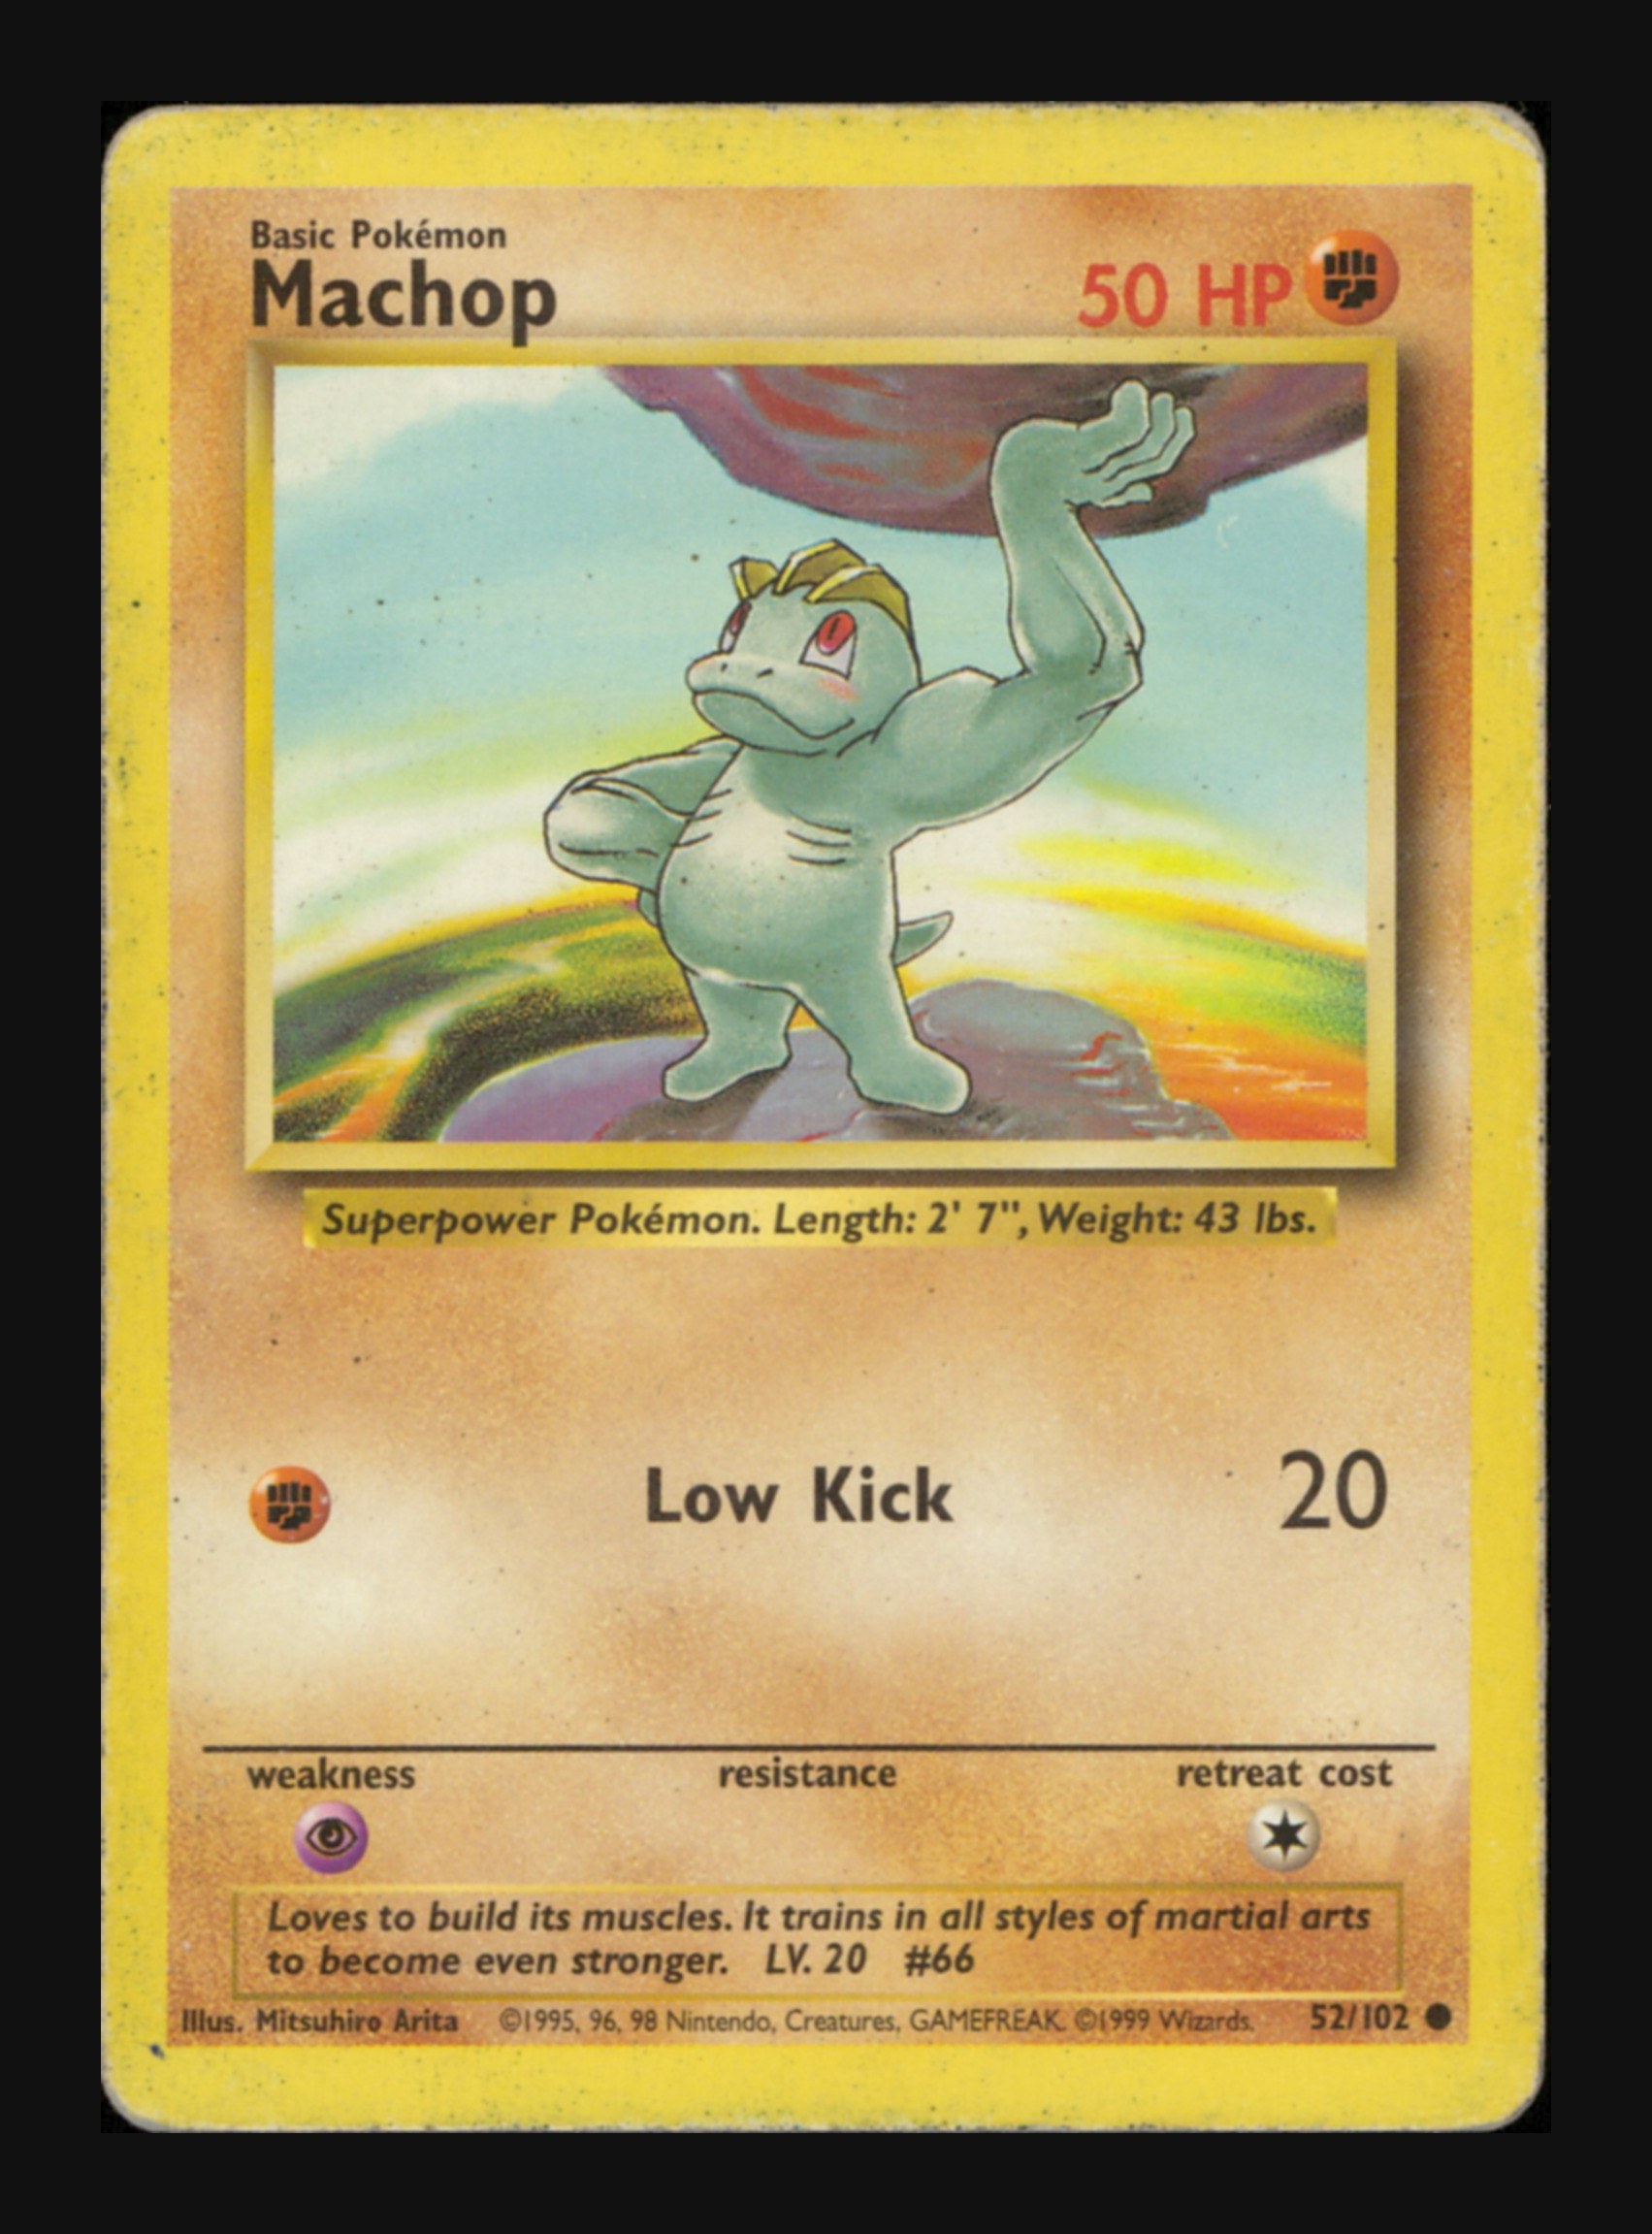 Basic Pokémon
Machop
50 HP
Superpower Pokémon. Length: 2' 7", Weight: 43 lbs.
Low Kick 20
weakness resistance retreat cost
Loves to build its muscles. It trains in all styles of martial arts
to become even stronger. LV. 20 #66
Illus. Mitsuhiro Arita ©1995, 96, 98 Nintendo, Creatures, GAMEFREAK. ©1999 Wizards. 52/102